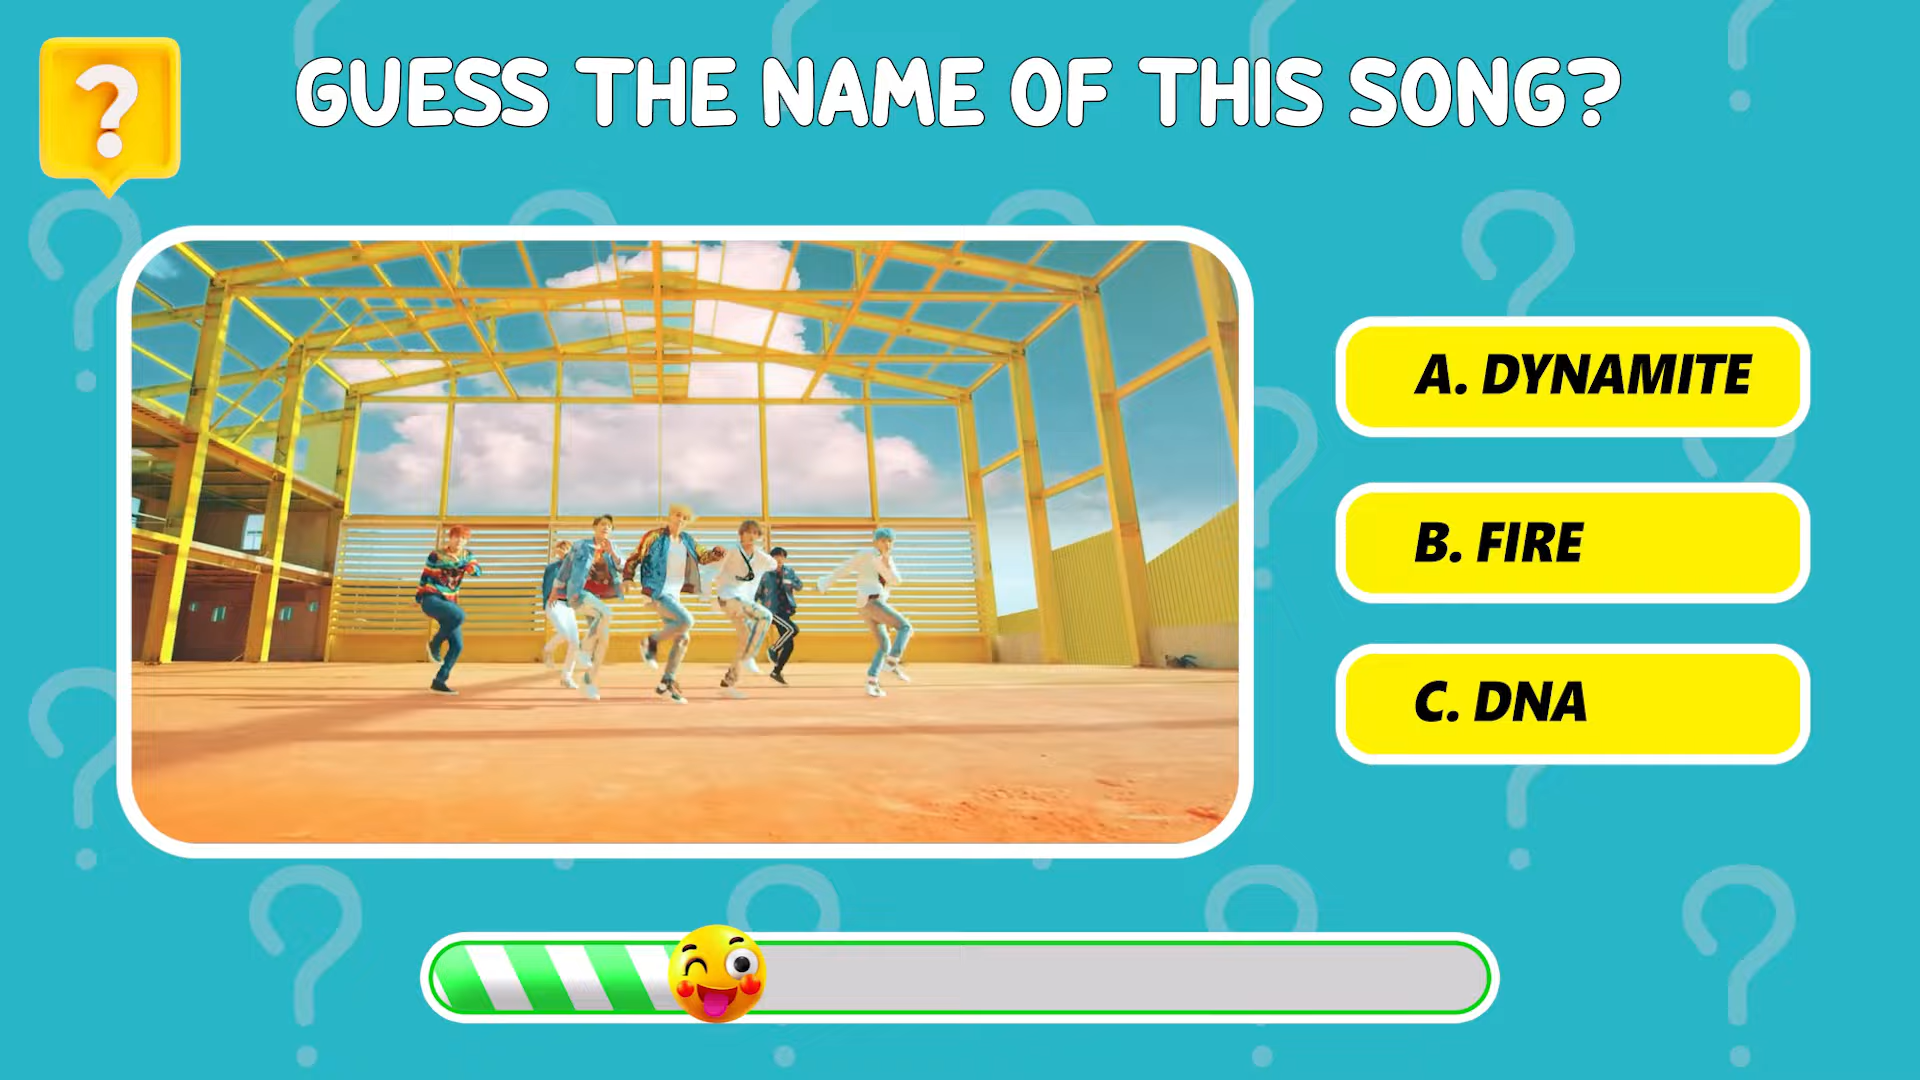 GUESS THE NAME OF THIS SONG?
A. DYNAMITE
B. FIRE
C. DNA